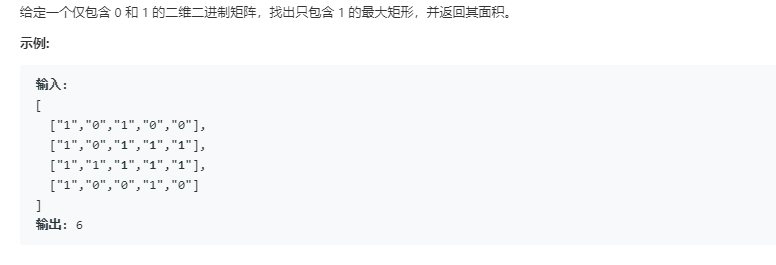 给定一个仅包含 0 和 1 的二维二进制矩阵，找出只包含 1 的最大矩形，并返回其面积。
示例:
输入:
[
  ["1","0","1","0","0"],
  ["1","0","1","1","1"],
  ["1","1","1","1","1"],
  ["1","0","0","1","0"]
]
输出: 6